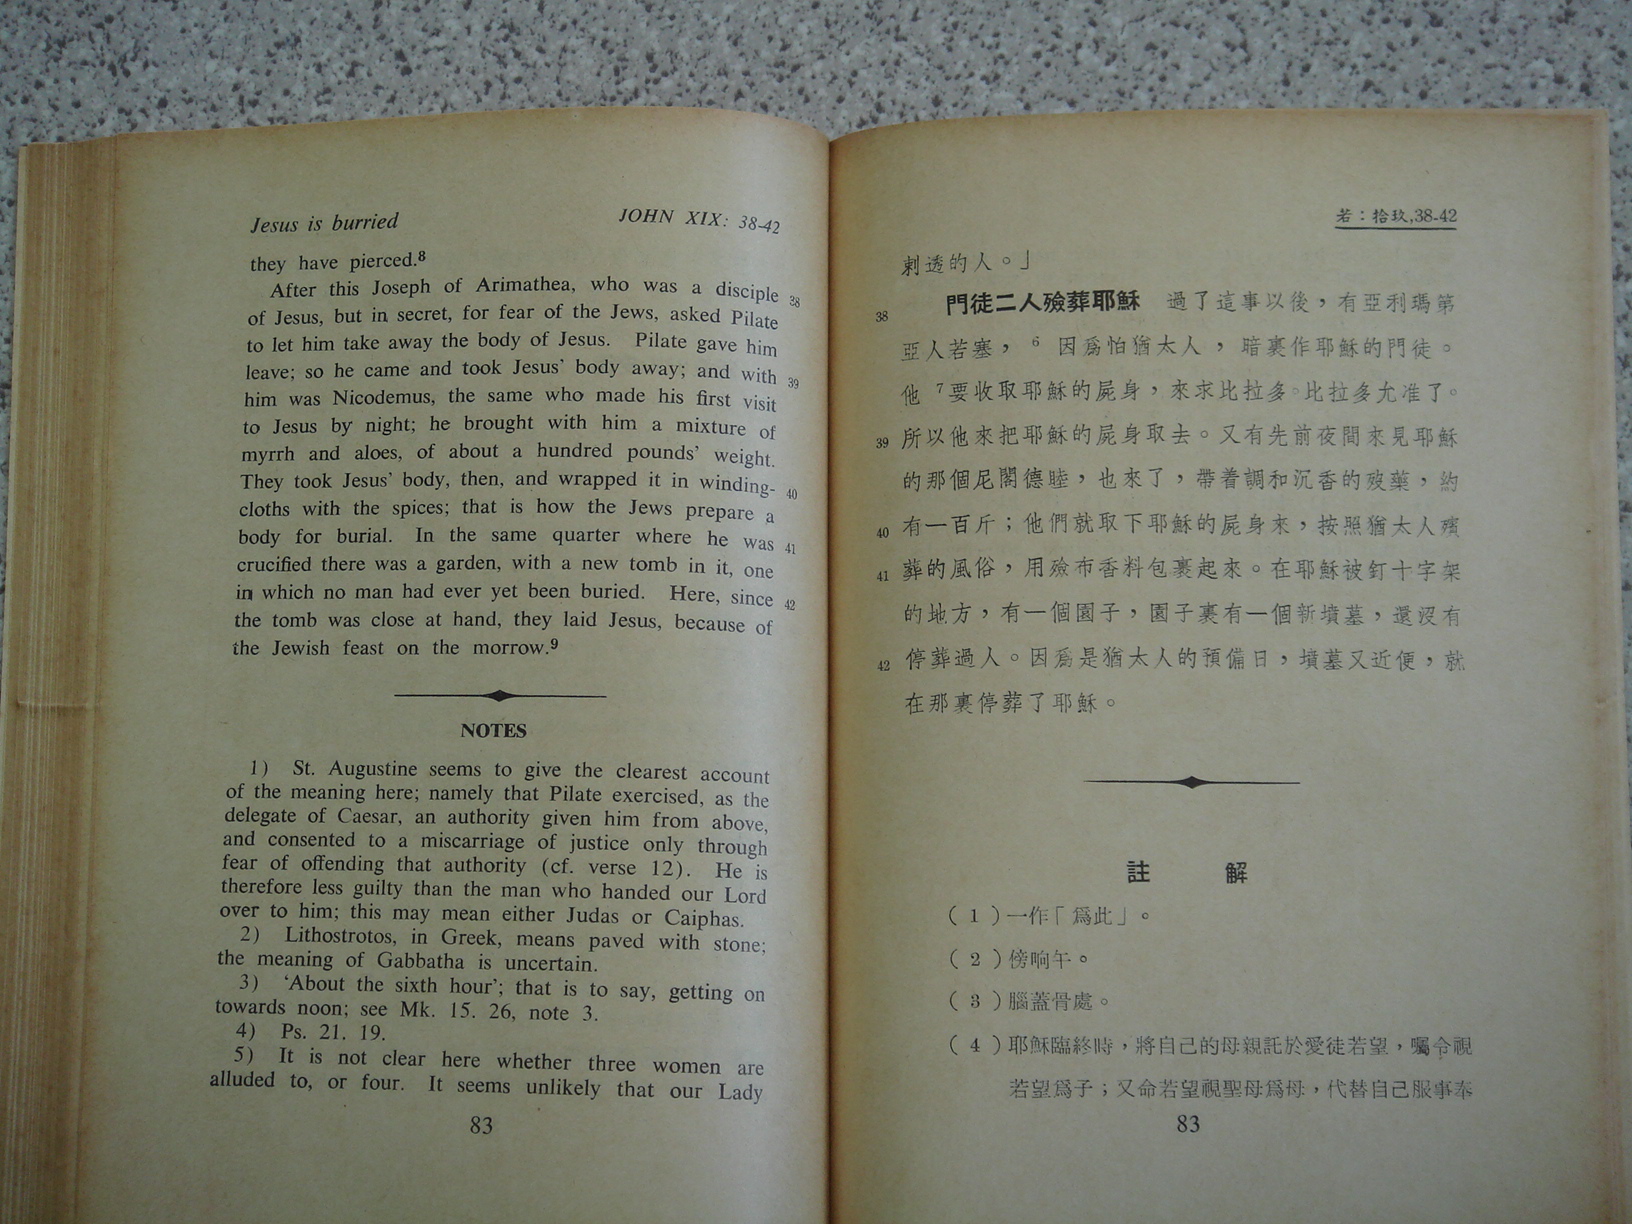 Jesus is burried
JOHN XIX: 38-42
they have pierced.8
After this Joseph of Arimathea, who was a disciple 38
of Jesus, but in secret, for fear of the Jews, asked Pilate
to let him take away the body of Jesus. Pilate gave him
leave; so he came and took Jesus' body away; and with 39
him was Nicodemus, the same who made his first visit
to Jesus by night; he brought with him a mixture of
myrrh and aloes, of about a hundred pounds' weight.
They took Jesus' body, then, and wrapped it in winding- 40
cloths with the spices; that is how the Jews prepare a
body for burial. In the same quarter where he was 41
crucified there was a garden, with a new tomb in it, one
in which no man had ever yet been buried. Here, since 42
the tomb was close at hand, they laid Jesus, because of
the Jewish feast on the morrow.9
NOTES
1) St. Augustine seems to give the clearest account
of the meaning here; namely that Pilate exercised, as the
delegate of Caesar, an authority given him from above,
and consented to a miscarriage of justice only through
fear of offending that authority (cf. verse 12). He is
therefore less guilty than the man who handed our Lord
over to him; this may mean either Judas or Caiphas.
2) Lithostrotos, in Greek, means paved with stone;
the meaning of Gabbatha is uncertain.
3) 'About the sixth hour'; that is to say, getting on
towards noon; see Mk. 15. 26, note 3.
4) Ps. 21. 19.
5) It is not clear here whether three women are
alluded to, or four. It seems unlikely that our Lady
83
若：拾玖,38-42
刺透的人。」
38 門徒二人殮葬耶穌 過了這事以後，有亞利瑪第
亞人若塞，6 因爲怕猶太人，暗裏作耶穌的門徒。
他 7要收取耶穌的屍身，來求比拉多。比拉多允准了。
39 所以他來把耶穌的屍身取去。又有先前夜間來見耶穌
的那個尼閣德睦，也來了，帶着調和沉香的歿藥，約
40 有一百斤；他們就取下耶穌的屍身來，按照猶太人殯
41 葬的風俗，用殮布香料包裹起來。在耶穌被釘十字架
的地方，有一個園子，園子裏有一個新墳墓，還沒有
42 停葬過人。因爲是猶太人的預備日，墳墓又近便，就
在那裏停葬了耶穌。
註 解
( 1 )一作「爲此」。
( 2 )傍晌午。
( 3 )腦蓋骨處。
( 4 )耶穌臨終時，將自己的母親託於愛徒若望，囑令視
若望爲子；又命若望視聖母爲母，代替自己服事奉
83